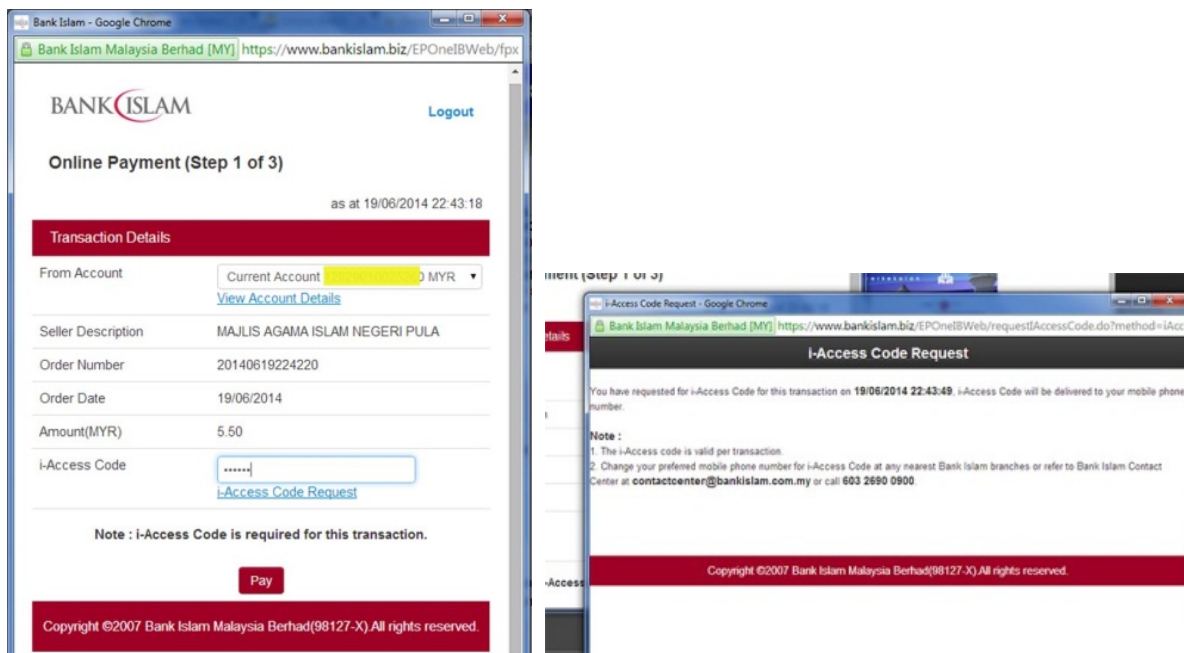 Bank Islam - Google Chrome
Bank Islam Malaysia Berhad [MY] https://www.bankislam.biz/EPOneIBWeb/fpx
BANK ISLAM
Logout
Online Payment (Step 1 of 3)
as at 19/06/2014 22:43:18
Transaction Details
From Account Current Account 0 MYR
View Account Details
Seller Description MAJLIS AGAMA ISLAM NEGERI PULA
Order Number 20140619224220
Order Date 19/06/2014
Amount(MYR) 5.50
i-Access Code ••••••
i-Access Code Request
Note : i-Access Code is required for this transaction.
Pay
Copyright ©2007 Bank Islam Malaysia Berhad(98127-X).All rights reserved.
ment (Step 1 of 3)
etails
-Access
i-Access Code Request - Google Chrome
Bank Islam Malaysia Berhad [MY] https://www.bankislam.biz/EPOneIBWeb/requestIAccessCode.do?method=iAcc
i-Access Code Request
You have requested for i-Access Code for this transaction on 19/06/2014 22:43:49, i-Access Code will be delivered to your mobile phone
number.
Note :
1. The i-Access code is valid per transaction.
2. Change your preferred mobile phone number for i-Access Code at any nearest Bank Islam branches or refer to Bank Islam Contact
Center at contactcenter@bankislam.com.my or call 603 2690 0900.
Copyright ©2007 Bank Islam Malaysia Berhad(98127-X).All rights reserved.